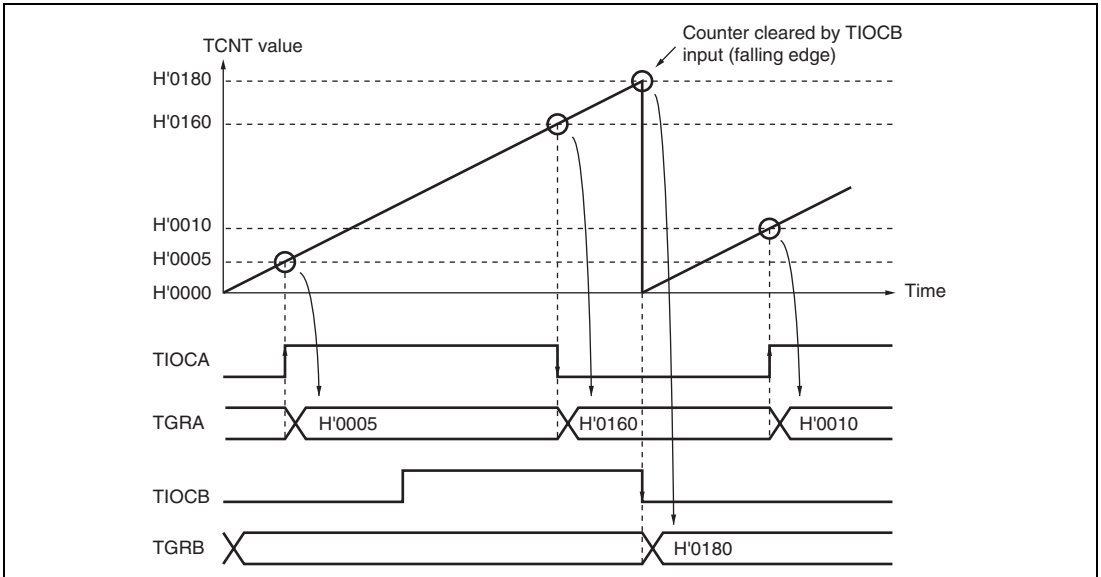 TCNT value
Counter cleared by TIOCB
input (falling edge)
H'0180
H'0160
H'0010
H'0005
H'0000
Time
TIOCA
TGRA
H'0005
H'0160
H'0010
TIOCB
TGRB
H'0180